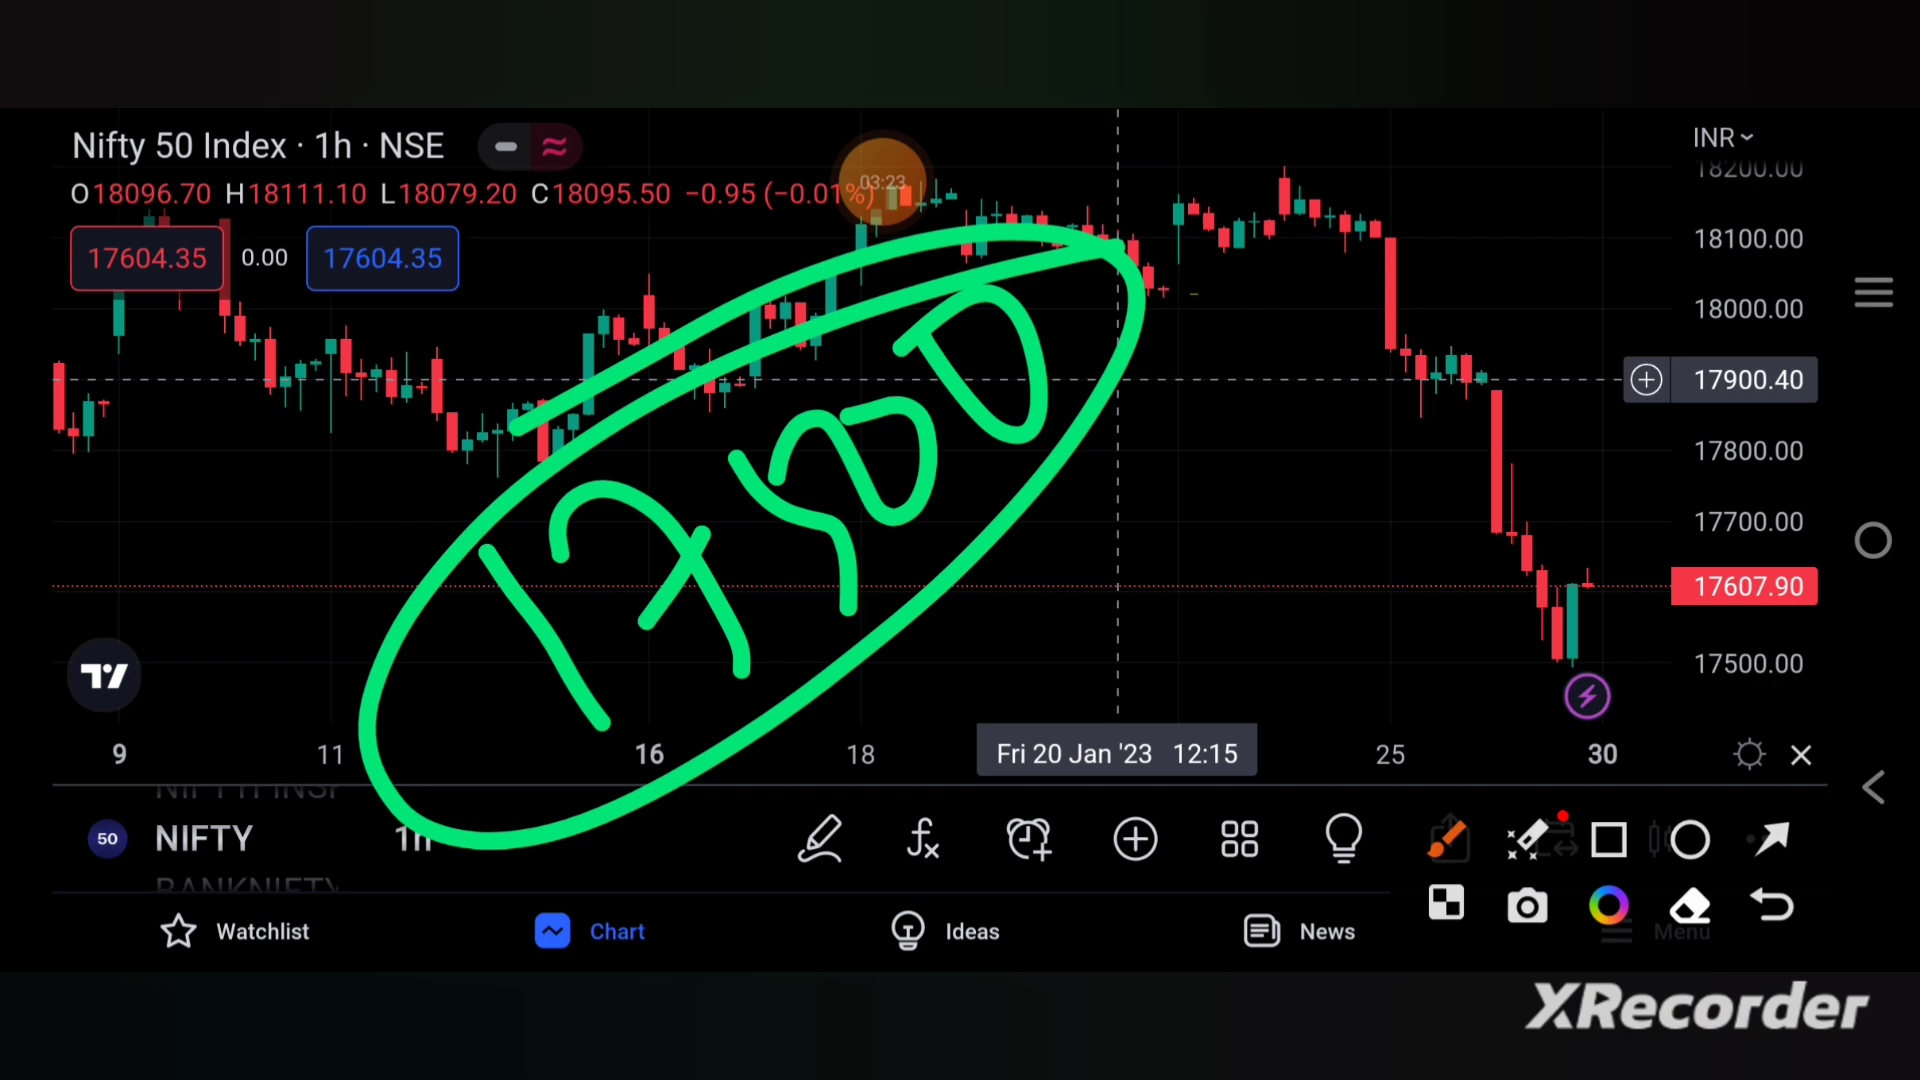 Nifty 50 Index · 1h · NSE
INR
O18096.70 H18111.10 L18079.20 C18095.50 −0.95 (−0.01%)
03:23
18200.00
17604.35 0.00 17604.35
18100.00
18000.00
17900.40
17800.00
17700.00
17607.90
17500.00
9 11 16 18 Fri 20 Jan '23 12:15 25 30
50 NIFTY 1h
BANKNIFTY
Watchlist Chart Ideas News Menu
XRecorder